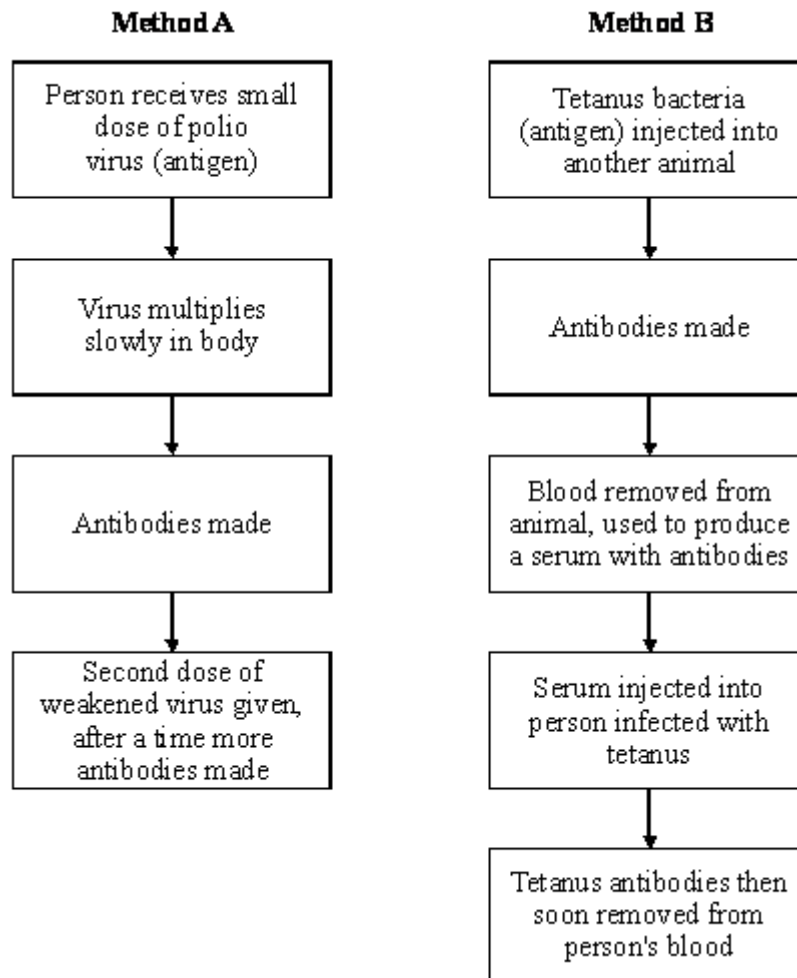 Method A
Person receives small
dose of polio
virus (antigen)
Virus multiplies
slowly in body
Antibodies made
Second dose of
weakened virus given,
after a time more
antibodies made
Method B
Tetanus bacteria
(antigen) injected into
another animal
Antibodies made
Blood removed from
animal, used to produce
a serum with antibodies
Serum injected into
person infected with
tetanus
Tetanus antibodies then
soon removed from
person's blood